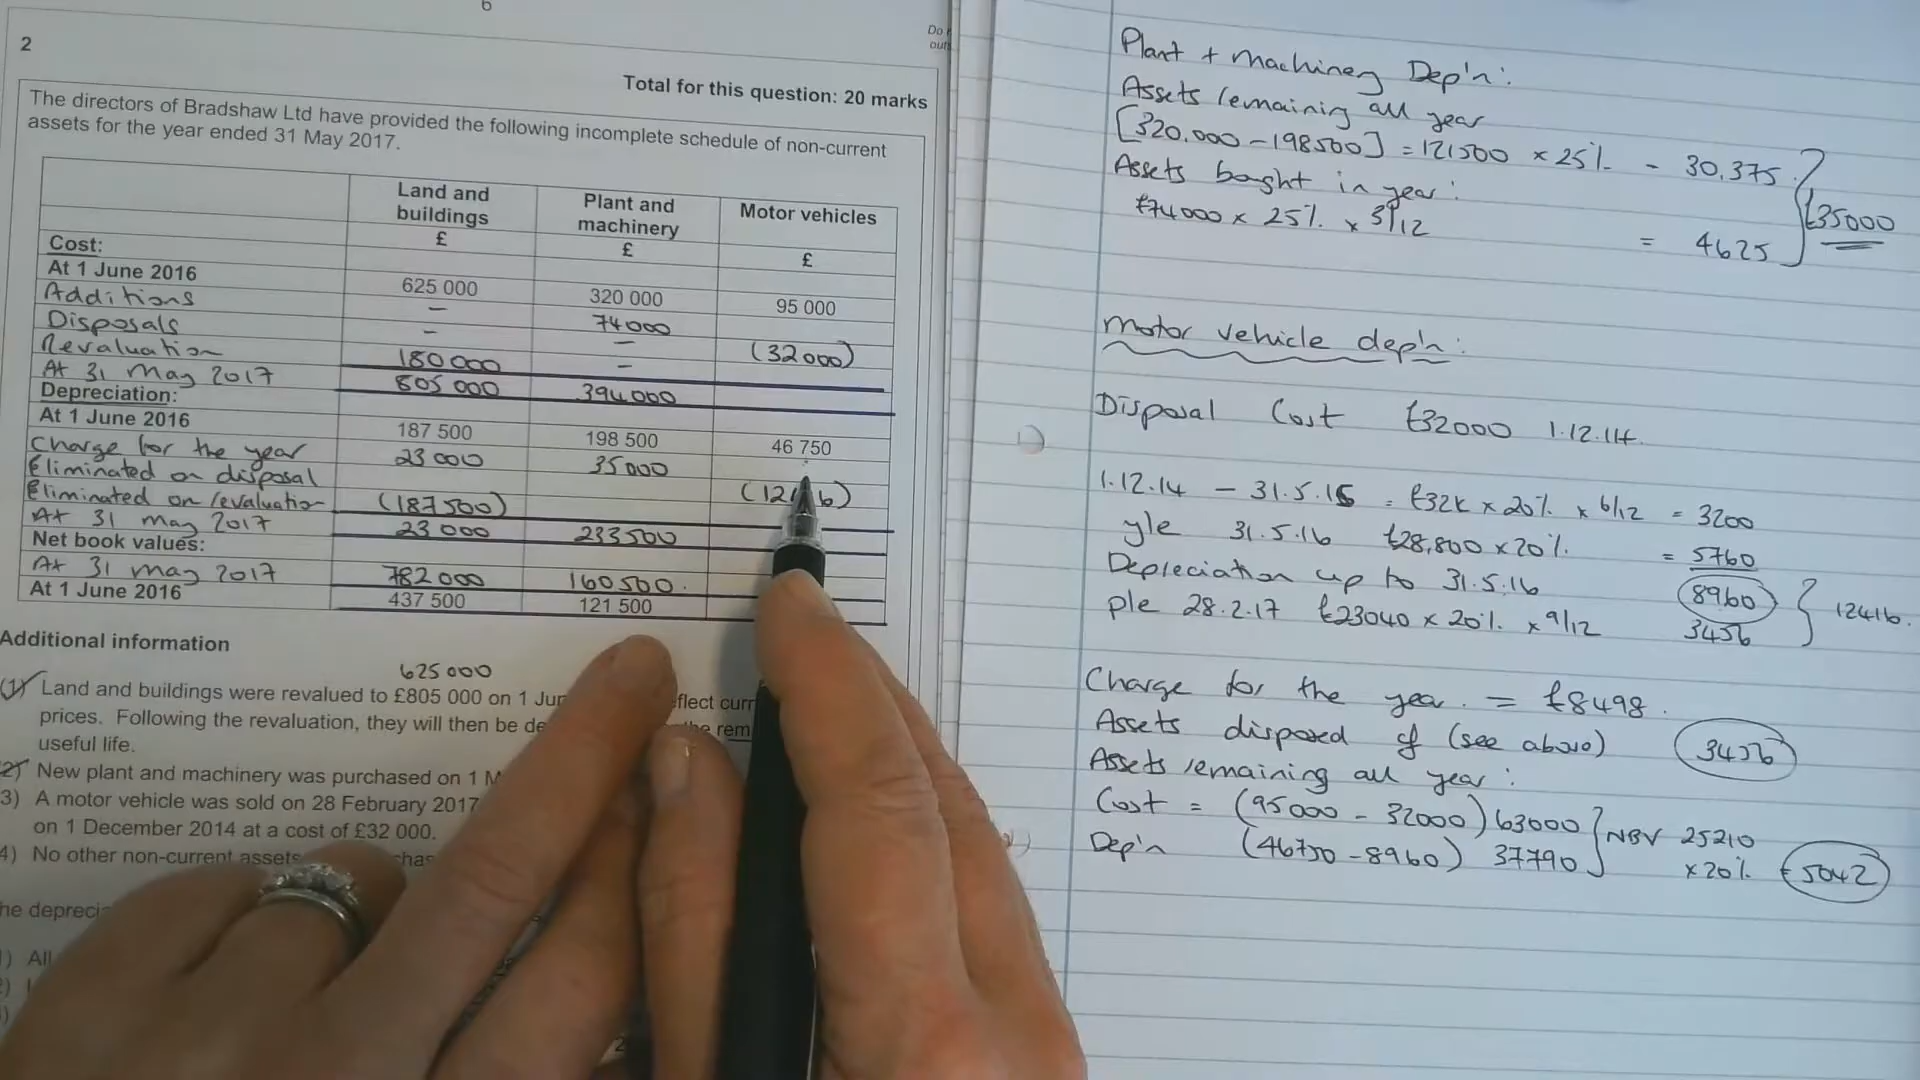 6
2
Do
out
Total for this question: 20 marks
The directors of Bradshaw Ltd have provided the following incomplete schedule of non-current
assets for the year ended 31 May 2017.
Land and buildings Plant and machinery Motor vehicles
£ £ £
Cost:
At 1 June 2016 625 000 320 000 95 000
Additions – 74000 –
Disposals – – (32000)
Revaluation 180000 –
At 31 May 2017 805 000 394000
Depreciation:
At 1 June 2016 187 500 198 500 46 750
Charge for the year 23 000 35000
Eliminated on disposal
Eliminated on revaluation (187500)
At 31 May 2017 23 000 233500
Net book values:
At 31 May 2017 782 000 160500.
At 1 June 2016 437 500 121 500
Additional information
625000
(1) Land and buildings were revalued to £805 000 on 1
prices. Following the revaluation, they will then be
useful life.
2) New plant and machinery was purchased on 1
3) A motor vehicle was sold on 28 February 2017
on 1 December 2014 at a cost of £32 000.
4) No other non-current assets
) All
Plant + Machinery Dep'n:
Assets remaining all year
[320.000 – 198500] = 121500 x 25% – 30.375.
Assets bought in year:
£74000 x 25%. x 3/12 = 4625 £35000
Motor vehicle dep'n:
Disposal Cost £32000 1.12.14.
1.12.14 – 31.5.15 = £32K x 20% x 6/12 = 3200
y/e 31.5.16 £28,800 x 20% = 5760
Depreciation up to 31.5.16 8960
p/e 28.2.17 £23040 x 20%. x 9/12 3456 12416.
Charge for the year. = £8498.
Assets disposed of (see above) 3456
Assets remaining all year:
Cost = (95000 – 32000) 63000 NBV 25210
Dep'n (46750 – 8960) 37790 x 20% £5042